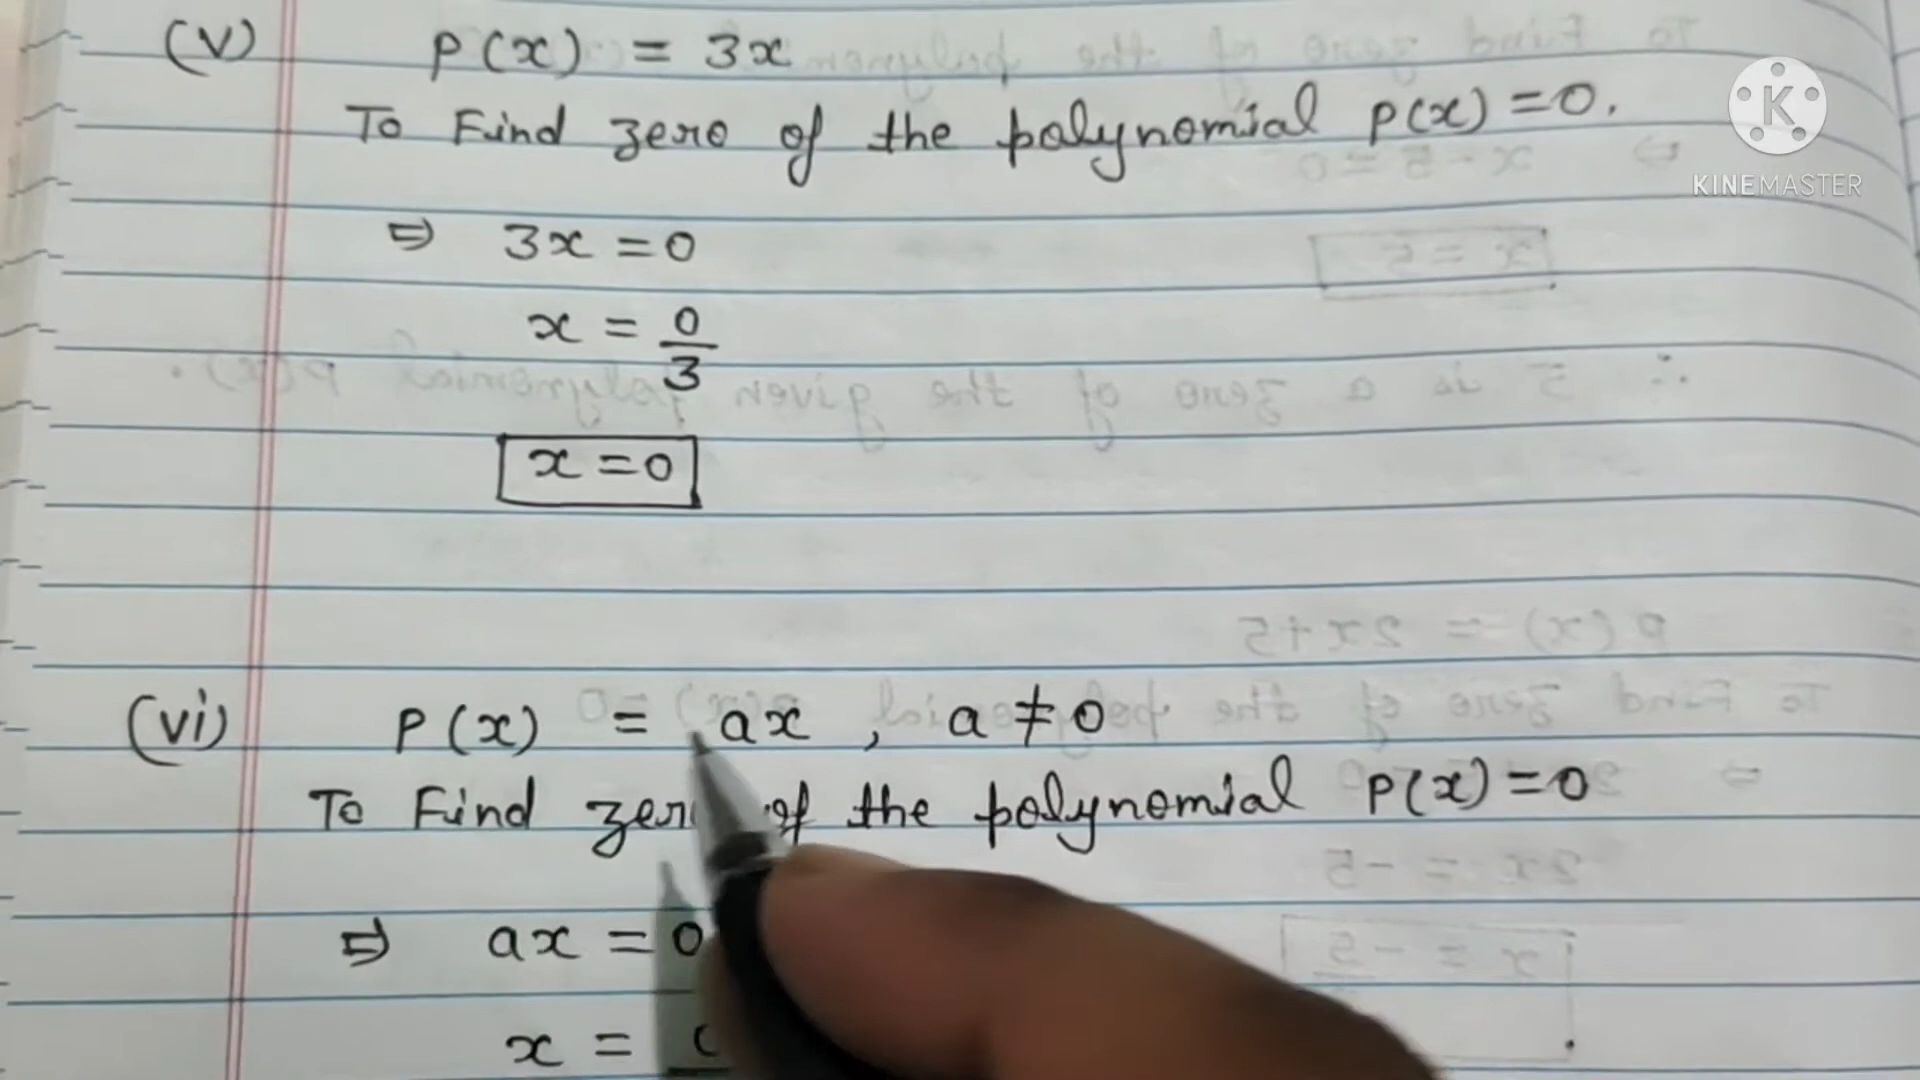 (v) P(x) = 3x
To Find zero of the polynomial P(x) = 0.
⇒ 3x = 0
x = 0/3
x = 0
(vi) P(x) = ax , a ≠ 0
To Find zero of the polynomial P(x) = 0
⇒ ax = 0
x =
K
KINEMASTER